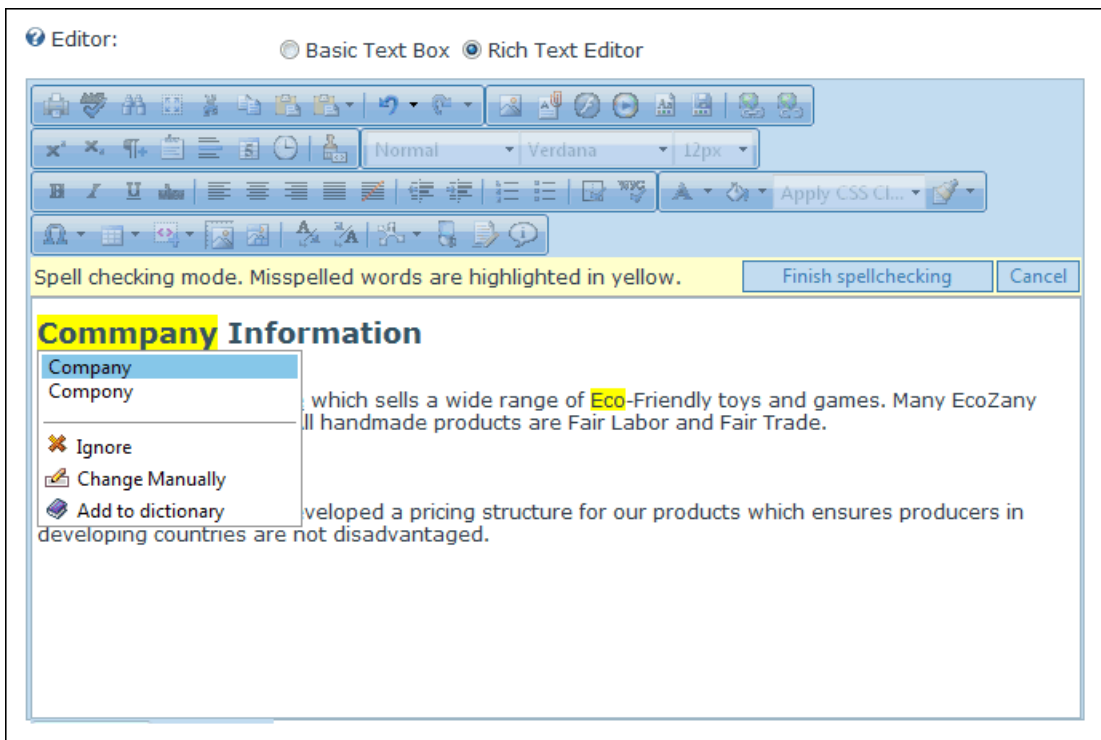 Editor:
Basic Text Box Rich Text Editor
Normal Verdana 12px
Apply CSS Cl...
Spell checking mode. Misspelled words are highlighted in yellow. Finish spellchecking Cancel
Commpany Information
Company
Compony
which sells a wide range of Eco-Friendly toys and games. Many EcoZany
ll handmade products are Fair Labor and Fair Trade.
Ignore
Change Manually
Add to dictionary
veloped a pricing structure for our products which ensures producers in
developing countries are not disadvantaged.